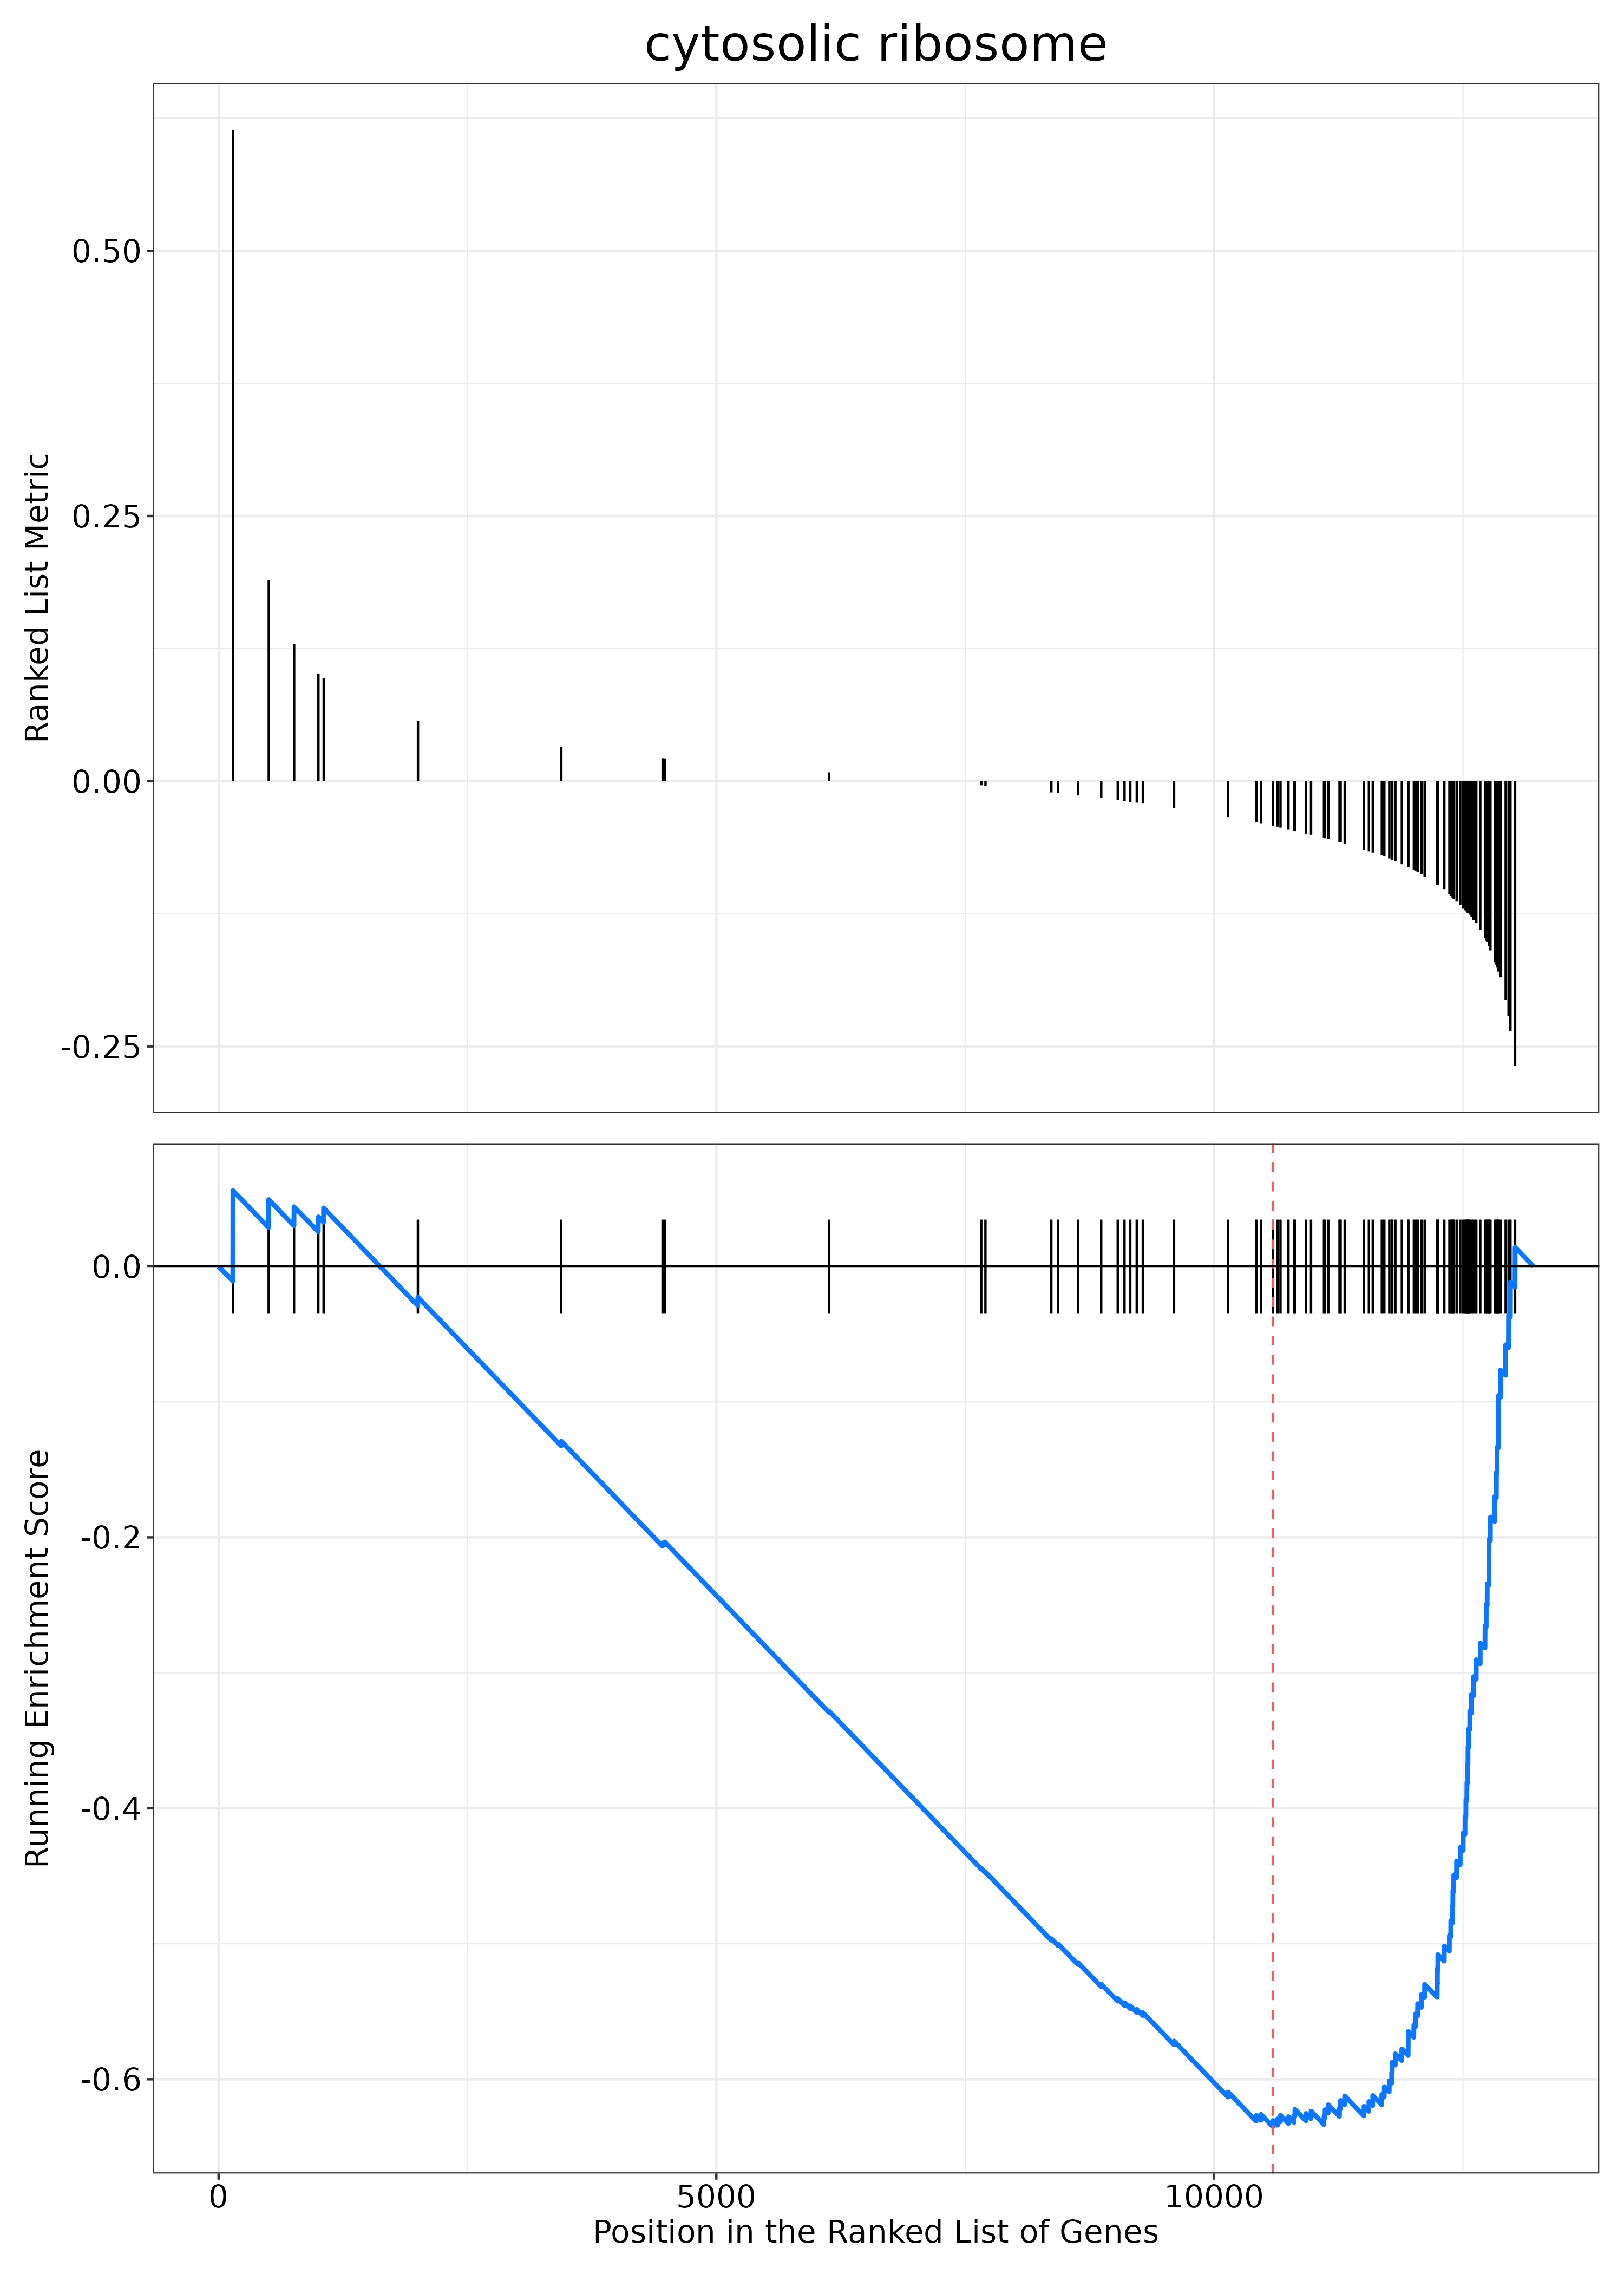 cytosolic ribosome
Ranked List Metric
0.50
0.25
0.00
-0.25
Running Enrichment Score
0.0
-0.2
-0.4
-0.6
0 5000 10000
Position in the Ranked List of Genes